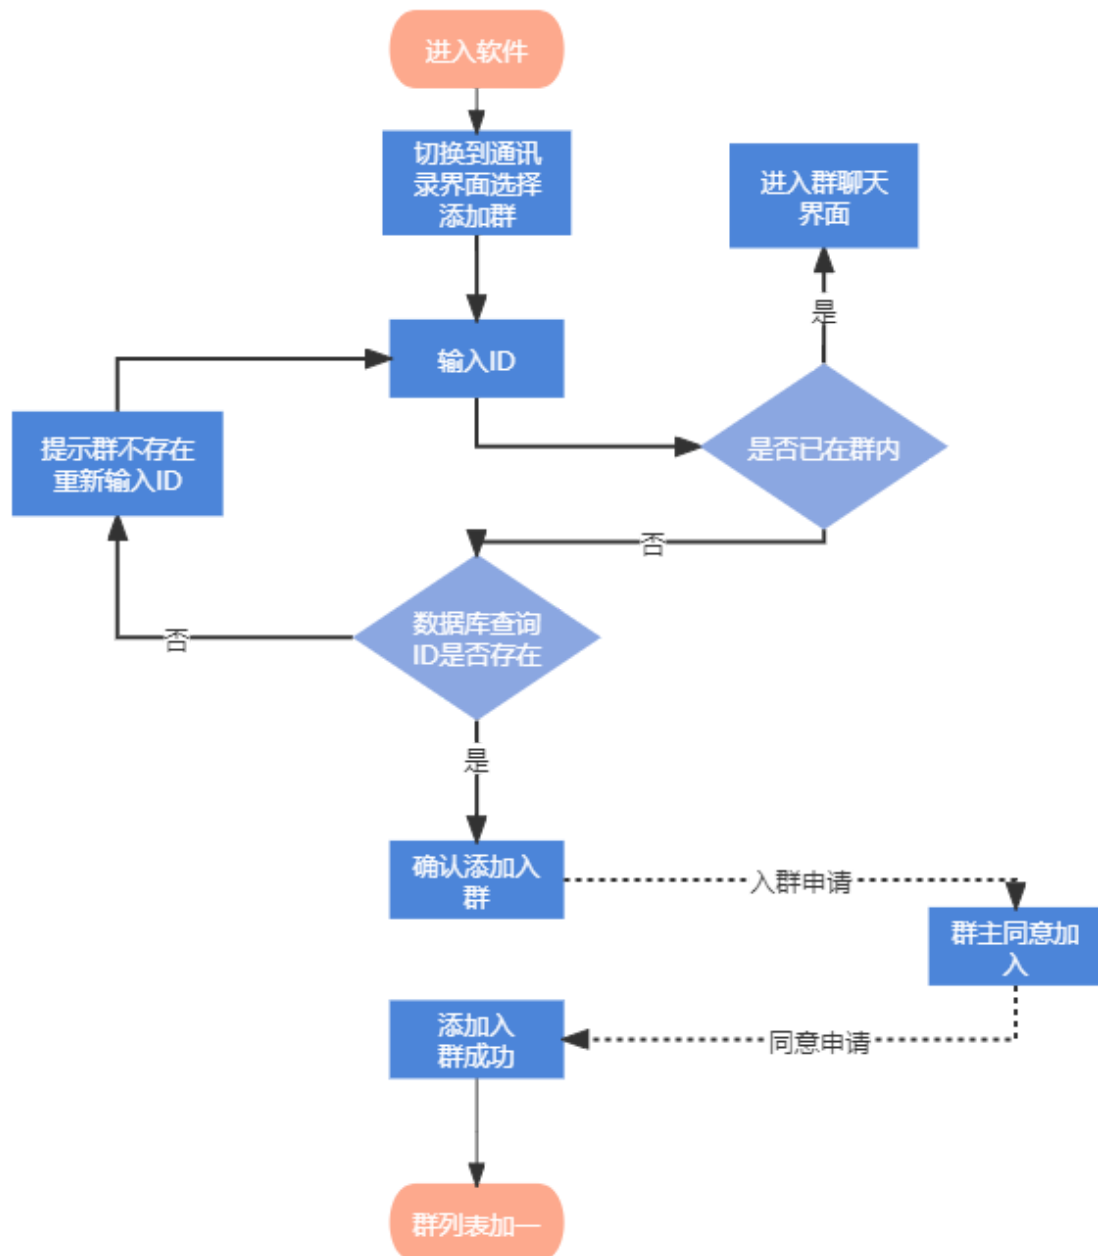 进入软件
切换到通讯
录界面选择
添加群
进入群聊天
界面
是
输入ID
提示群不存在
重新输入ID
是否已在群内
否
数据库查询
ID是否存在
否
是
确认添加入
群
入群申请
群主同意加
入
添加入
群成功
同意申请
群列表加一